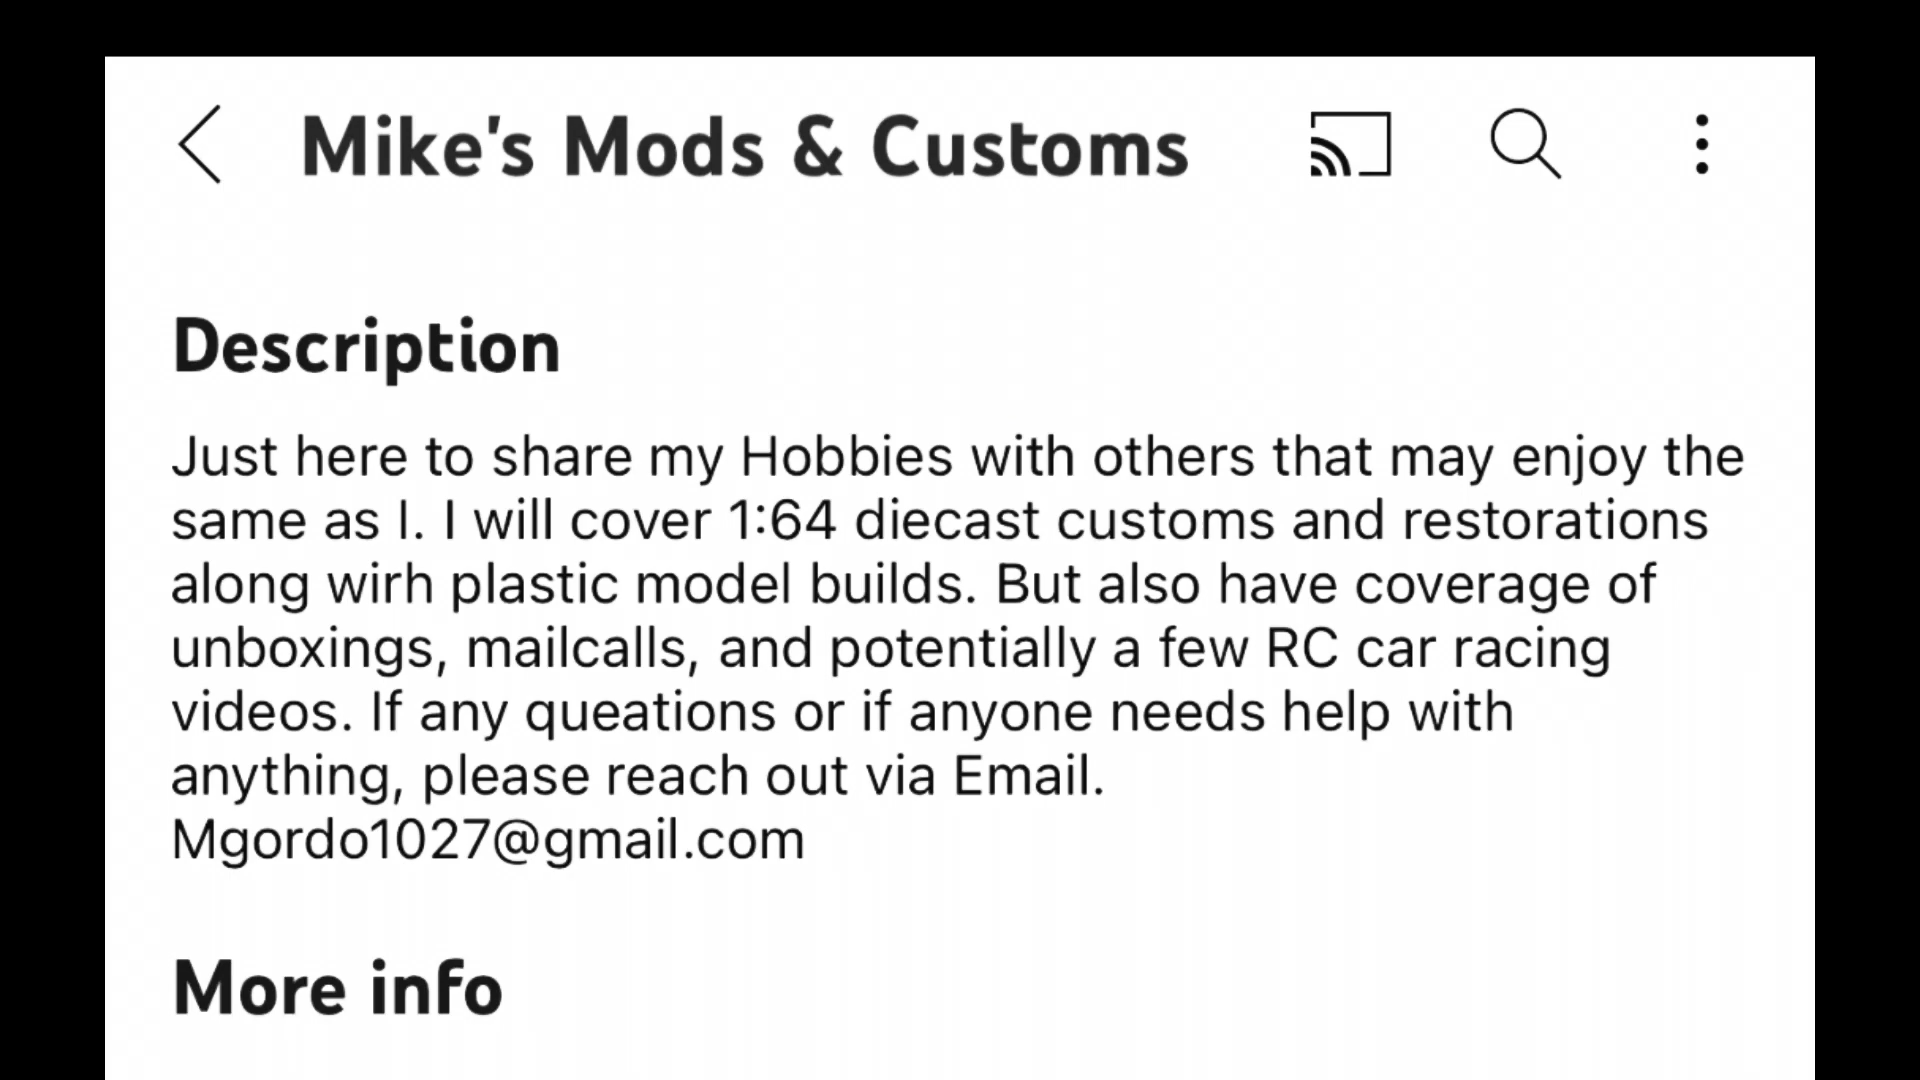 Mike's Mods & Customs
Description
Just here to share my Hobbies with others that may enjoy the
same as I. I will cover 1:64 diecast customs and restorations
along wirh plastic model builds. But also have coverage of
unboxings, mailcalls, and potentially a few RC car racing
videos. If any queations or if anyone needs help with
anything, please reach out via Email.
Mgordo1027@gmail.com
More info